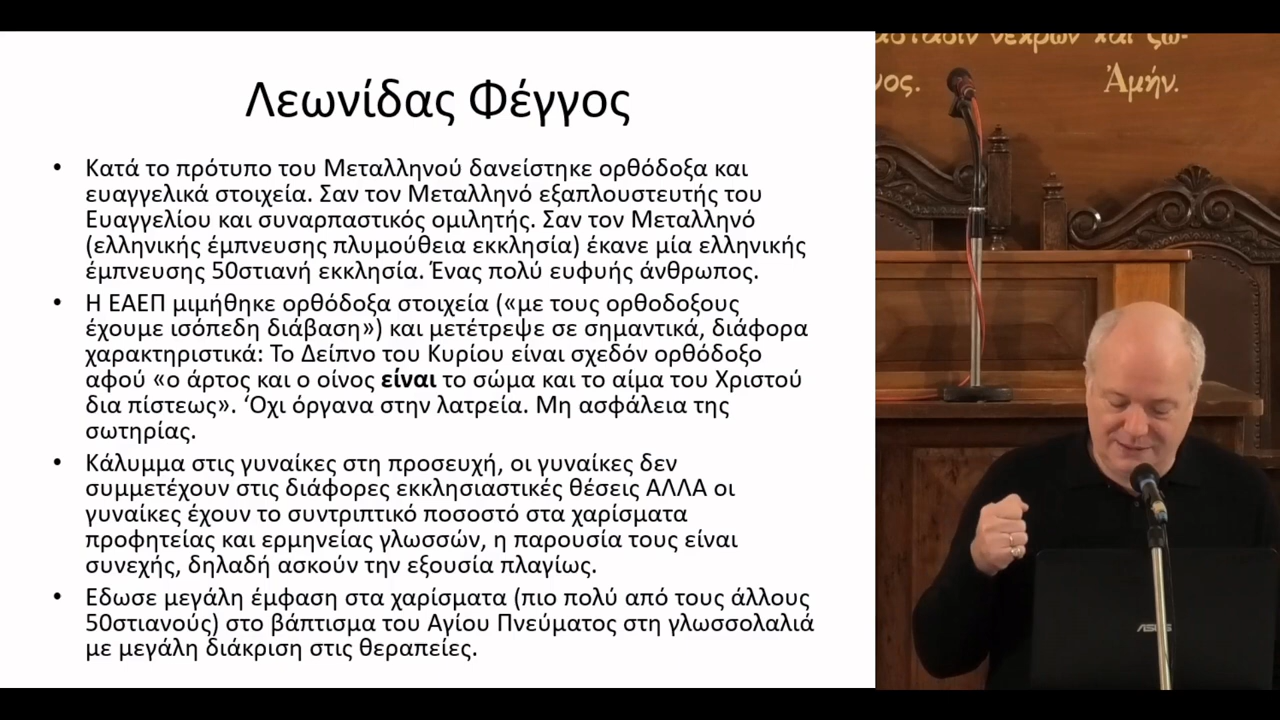 Λεωνίδας Φέγγος
• Κατά το πρότυπο του Μεταλληνού δανείστηκε ορθόδοξα και
ευαγγελικά στοιχεία. Σαν τον Μεταλληνό εξαπλουστευτής του
Ευαγγελίου και συναρπαστικός ομιλητής. Σαν τον Μεταλληνό
(ελληνικής έμπνευσης πλυμούθεια εκκλησία) έκανε μία ελληνικής
έμπνευσης 50στιανή εκκλησία. Ένας πολύ ευφυής άνθρωπος.
• Η ΕΑΕΠ μιμήθηκε ορθόδοξα στοιχεία («με τους ορθοδοξους
έχουμε ισόπεδη διάβαση») και μετέτρεψε σε σημαντικά, διάφορα
χαρακτηριστικά: Το Δείπνο του Κυρίου είναι σχεδόν ορθόδοξο
αφού «ο άρτος και ο οίνος είναι το σώμα και το αίμα του Χριστού
δια πίστεως». ‘Οχι όργανα στην λατρεία. Μη ασφάλεια της
σωτηρίας.
• Κάλυμμα στις γυναίκες στη προσευχή, οι γυναίκες δεν
συμμετέχουν στις διάφορες εκκλησιαστικές θέσεις ΑΛΛΑ οι
γυναίκες έχουν το συντριπτικό ποσοστό στα χαρίσματα
προφητείας και ερμηνείας γλωσσών, η παρουσία τους είναι
συνεχής, δηλαδή ασκούν την εξουσία πλαγίως.
• Εδωσε μεγάλη έμφαση στα χαρίσματα (πιο πολύ από τους άλλους
50στιανούς) στο βάπτισμα του Αγίου Πνεύματος στη γλωσσολαλιά
με μεγάλη διάκριση στις θεραπείες.
νεκρῶν καὶ ζω-
Ἀμήν.
ASUS